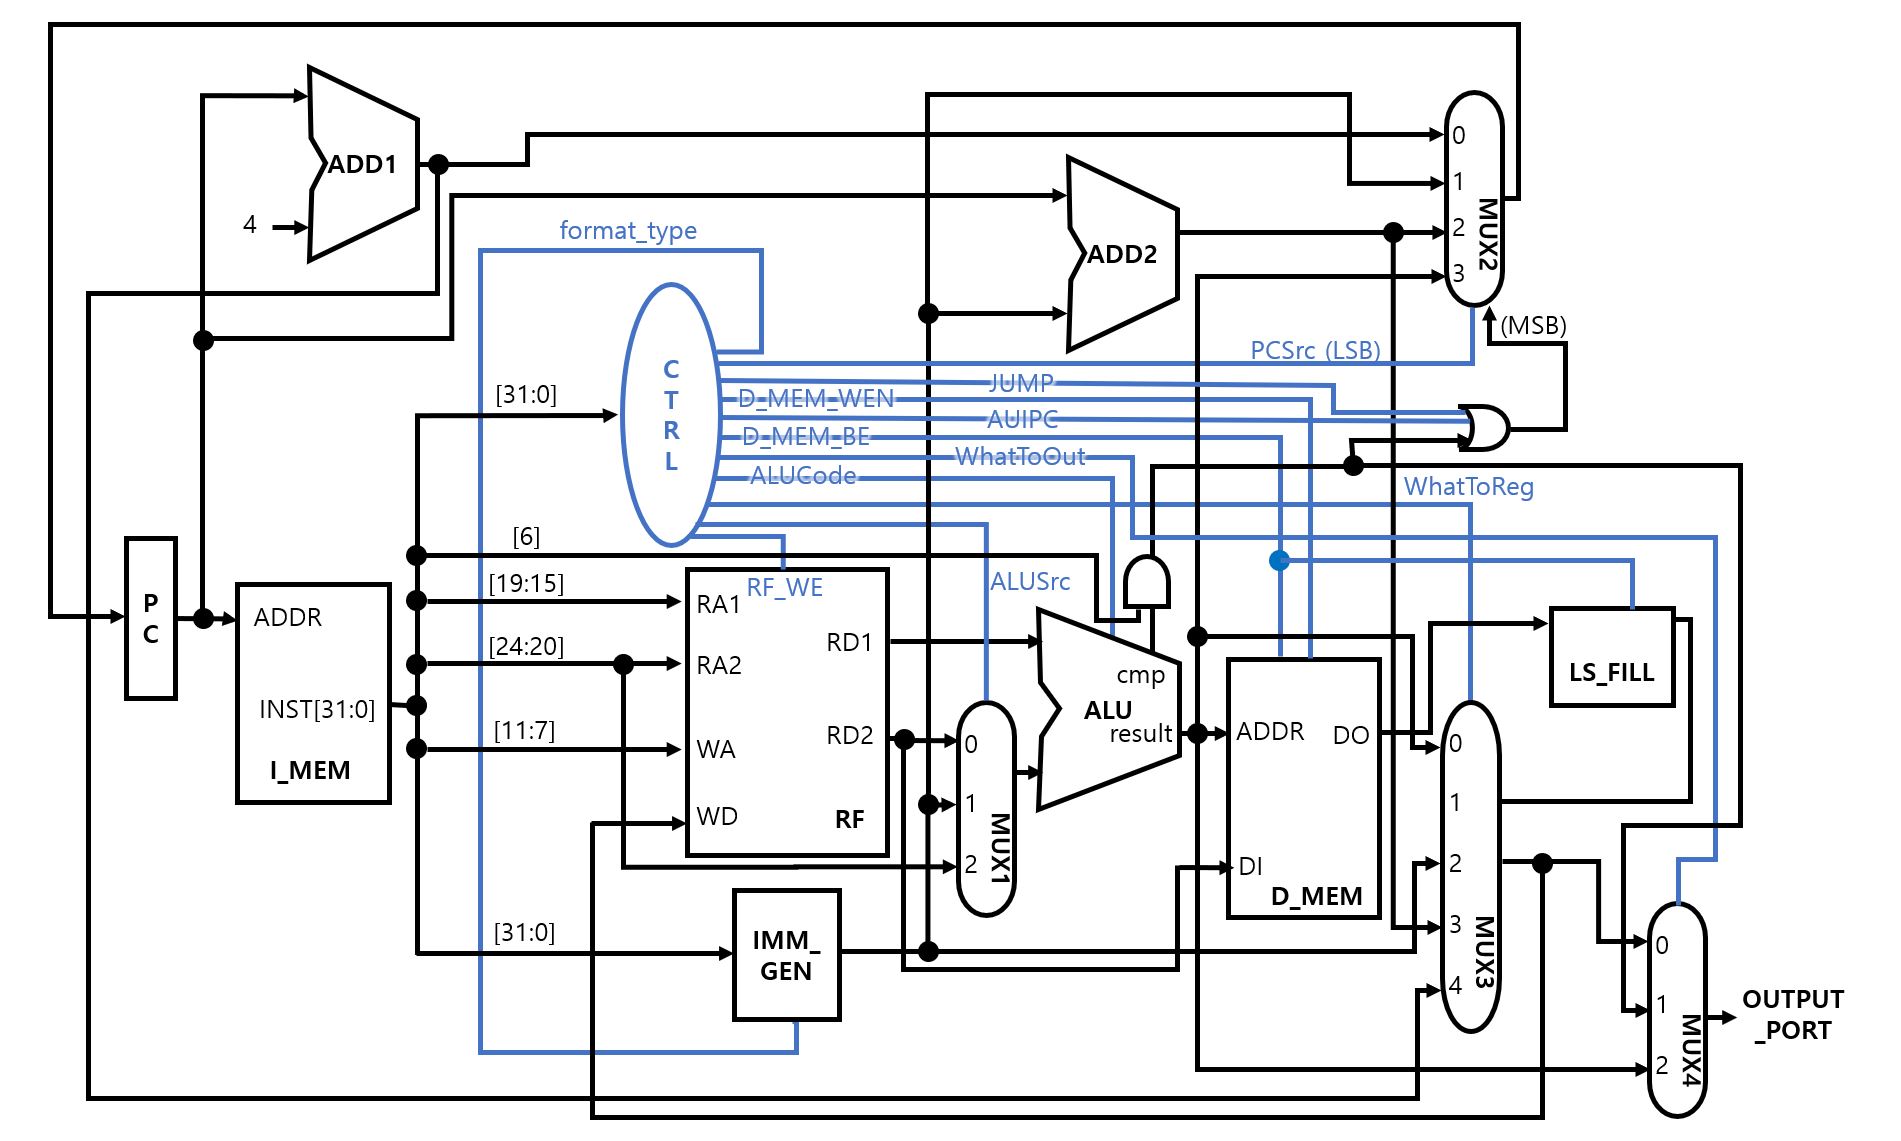 ADD1
4
format_type
ADD2
0
1
2
3
MUX2
(MSB)
PCSrc (LSB)
C
T
R
L
JUMP
D_MEM_WEN
AUIPC
D_MEM_BE
WhatToOut
ALUCode
WhatToReg
[31:0]
[6]
[19:15]
[24:20]
[11:7]
[31:0]
P
C
ADDR
INST[31:0]
I_MEM
RF_WE
RA1
RA2
WA
WD
RD1
RD2
RF
ALUSrc
0
1
2
MUX1
cmp
ALU
result
ADDR
DO
DI
D_MEM
LS_FILL
0
1
2
3
4
MUX3
IMM_
GEN
0
1
2
MUX4
OUTPUT
_PORT